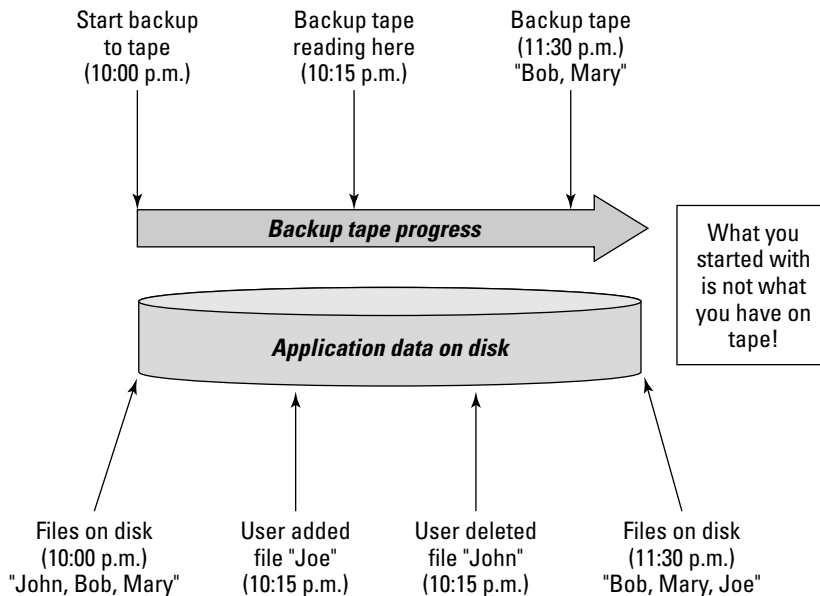 Start backup
to tape
(10:00 p.m.)
Backup tape
reading here
(10:15 p.m.)
Backup tape
(11:30 p.m.)
"Bob, Mary"
Backup tape progress
What you
started with
is not what
you have on
tape!
Application data on disk
Files on disk
(10:00 p.m.)
"John, Bob, Mary"
User added
file "Joe"
(10:15 p.m.)
User deleted
file "John"
(10:15 p.m.)
Files on disk
(11:30 p.m.)
"Bob, Mary, Joe"